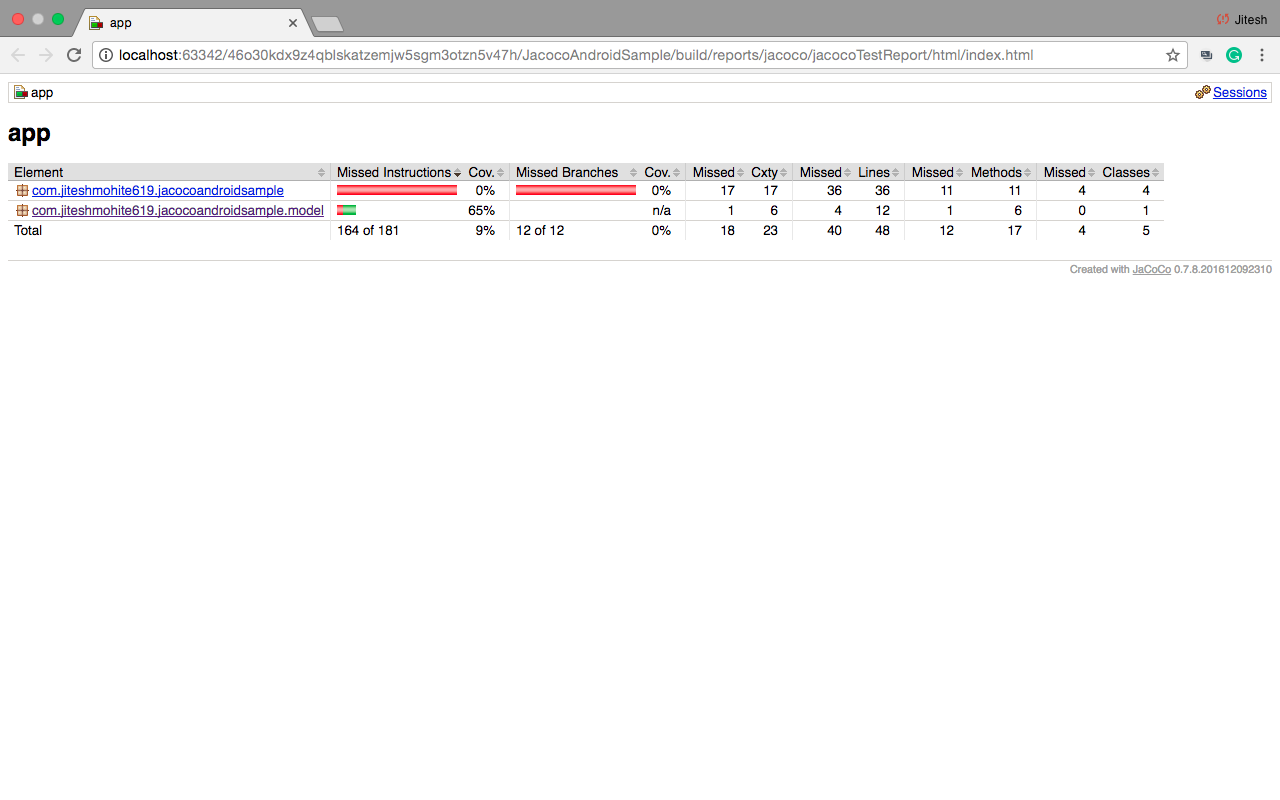 app
Jitesh
localhost:63342/46o30kdx9z4qblskatzemjw5sgm3otzn5v47h/JacocoAndroidSample/build/reports/jacoco/jacocoTestReport/html/index.html
app Sessions
app
Element Missed Instructions Cov. Missed Branches Cov. Missed Cxty Missed Lines Missed Methods Missed Classes
com.jiteshmohite619.jacocoandroidsample 0% 0% 17 17 36 36 11 11 4 4
com.jiteshmohite619.jacocoandroidsample.model 65% n/a 1 6 4 12 1 6 0 1
Total 164 of 181 9% 12 of 12 0% 18 23 40 48 12 17 4 5
Created with JaCoCo 0.7.8.201612092310